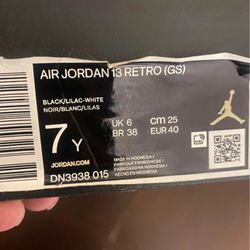 AIR JORDAN 13 RETRO (GS)
BLACK/LILAC-WHITE
NOIR/BLANC/LILAS
7 Y
UK 6 CM 25
BR 38 EUR 40
JORDAN.COM
DN3938 015
MADE IN INDONESIA /
FABRIQUÉ EN INDONÉSIE /
HECHO EN INDONESIA